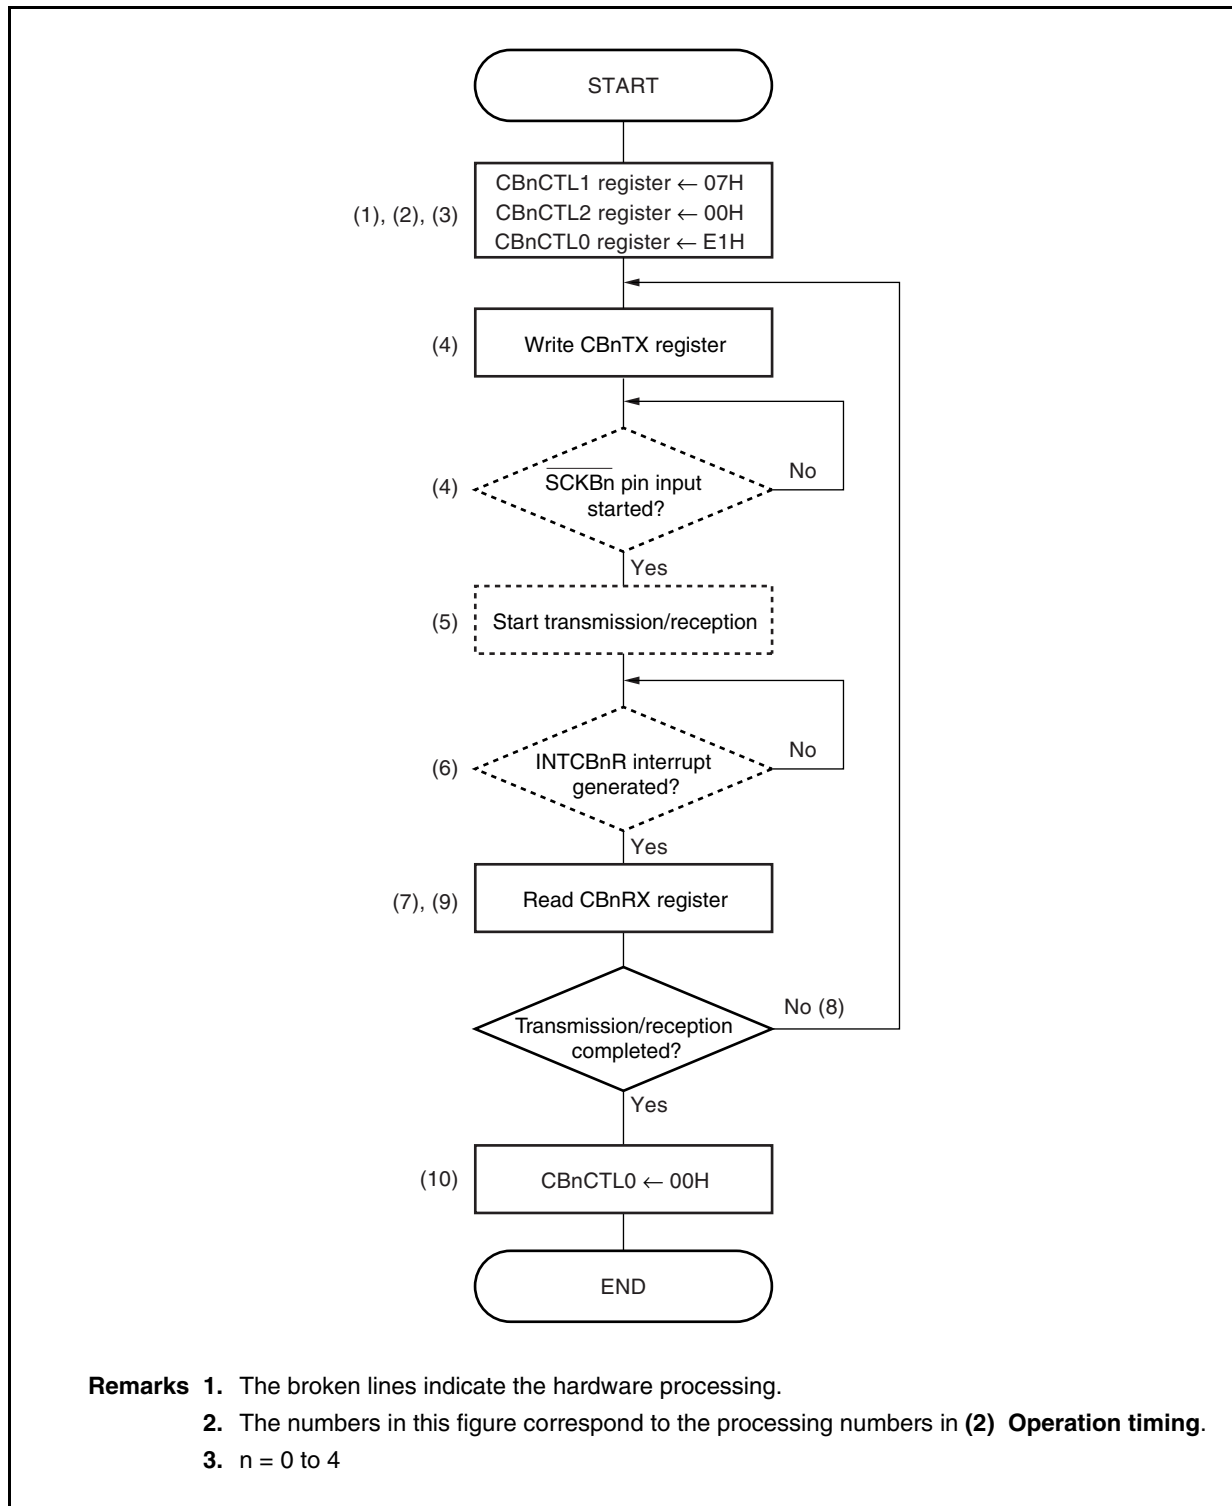 START
CBnCTL1 register ← 07H
(1), (2), (3)
CBnCTL2 register ← 00H
CBnCTL0 register ← E1H
(4)
Write CBnTX register
(4)
SCKBn pin input
started?
No
Yes
(5)
Start transmission/reception
(6)
INTCBnR interrupt
generated?
No
Yes
(7), (9)
Read CBnRX register
Transmission/reception
completed?
No (8)
Yes
(10)
CBnCTL0 ← 00H
END
Remarks 1. The broken lines indicate the hardware processing.
2. The numbers in this figure correspond to the processing numbers in (2) Operation timing.
3. n = 0 to 4